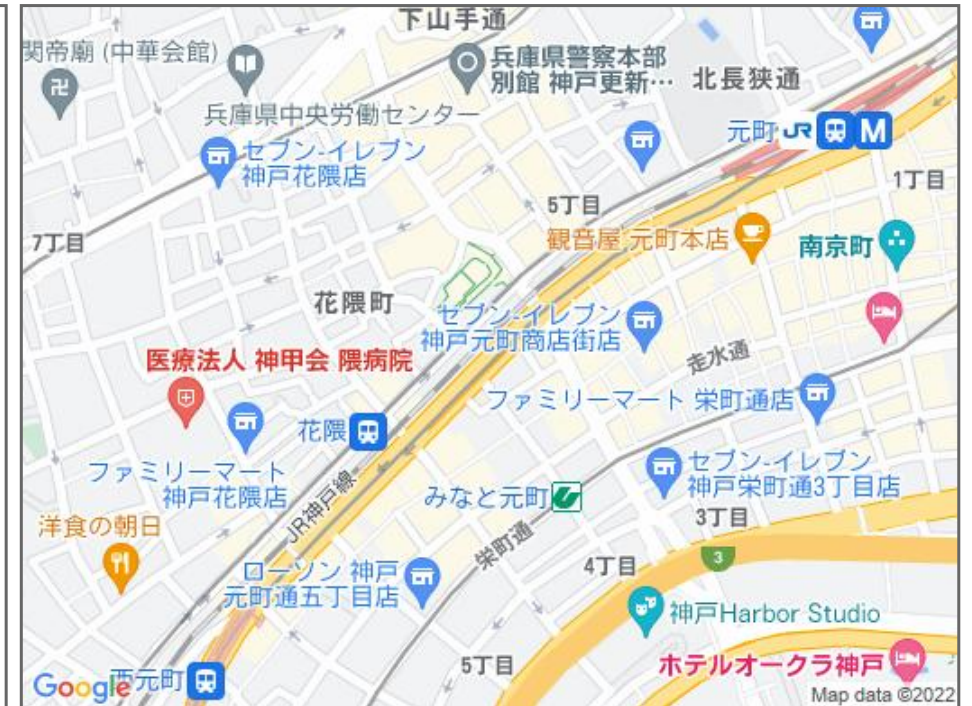 下山手通
関帝廟 (中華会館)
兵庫県警察本部
別館 神戸更新…
北長狭通
兵庫県中央労働センター
元町 JR M
セブン-イレブン
神戸花隈店
1丁目
5丁目
7丁目
観音屋 元町本店
南京町
花隈町
セブン-イレブン
神戸元町商店街店
医療法人 神甲会 隈病院
走水通
ファミリーマート 栄町通店
花隈
ファミリーマート
神戸花隈店
セブン-イレブン
神戸栄町通3丁目店
みなと元町
JR神戸線
3丁目
洋食の朝日
栄町通
3
4丁目
ローソン 神戸
元町通五丁目店
神戸Harbor Studio
5丁目
ホテルオークラ神戸
Google
西元町
Map data ©2022